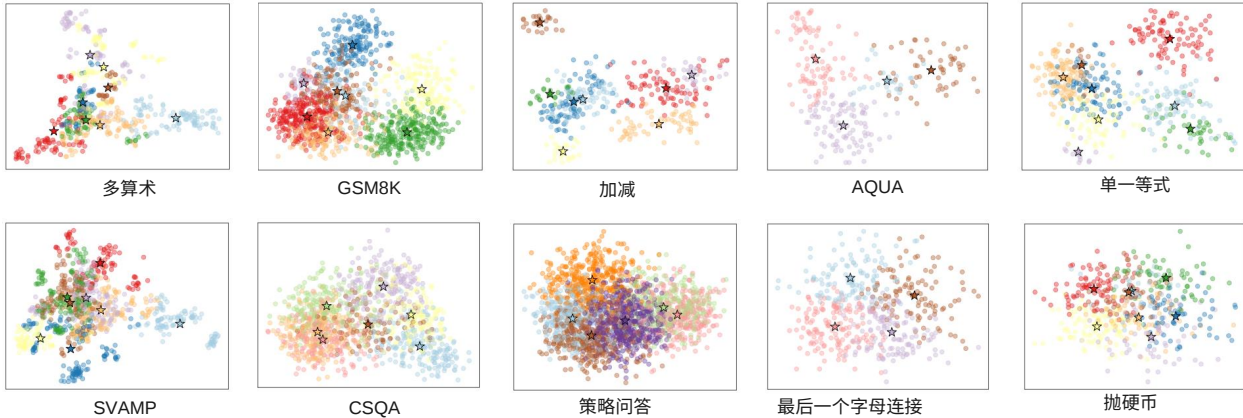 多算术
GSM8K
加减
AQUA
单一等式
SVAMP
CSQA
策略问答
最后一个字母连接
抛硬币